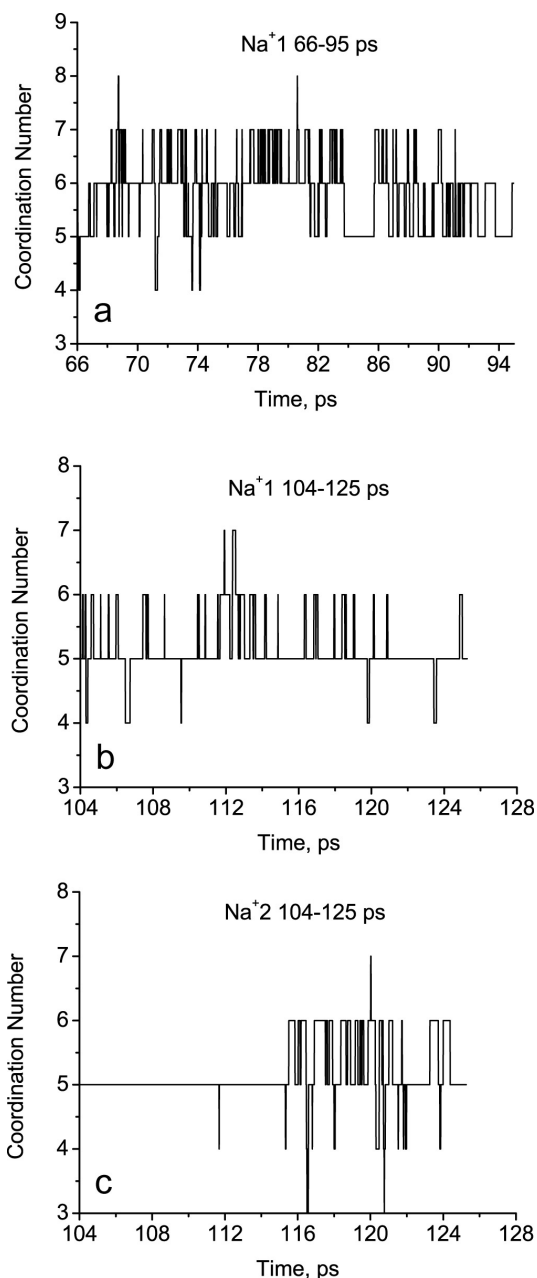 Na⁺1 66-95 ps
Coordination Number
9
8
7
6
5
4
3
a
66 70 74 78 82 86 90 94
Time, ps
Na⁺1 104-125 ps
Coordination Number
8
7
6
5
4
3
b
104 108 112 116 120 124 128
Time, ps
Na⁺2 104-125 ps
Coordination Number
8
7
6
5
4
3
c
104 108 112 116 120 124 128
Time, ps